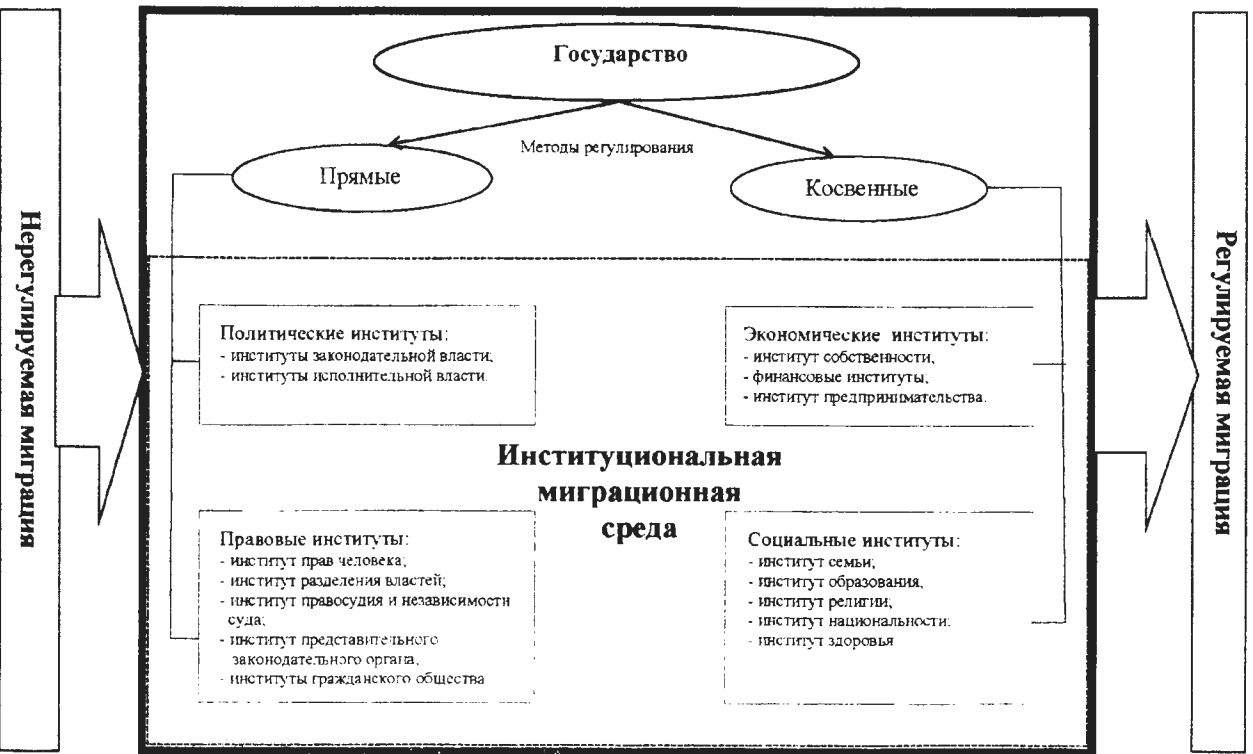 Нерегулируемая миграция
Государство
Методы регулирования
Прямые
Косвенные
Политические институты:
- институты законодательной власти;
- институты исполнительной власти.
Экономические институты:
- институт собственности,
- финансовые институты;
- институт предпринимательства.
Институциональная
миграционная
среда
Правовые институты:
- институт прав человека;
- институт разделения властей;
- институт правосудия и независимости
суда;
- институт представительного
законодательного органа;
- институты гражданского общества
Социальные институты:
- институт семьи;
- институт образования,
- институт религии;
- институт национальности;
- институт здоровья
Регулируемая миграция